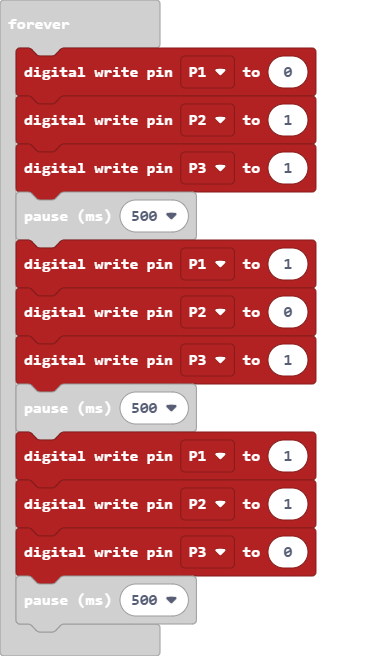 forever
digital write pin P1 to 0
digital write pin P2 to 1
digital write pin P3 to 1
pause (ms) 500
digital write pin P1 to 1
digital write pin P2 to 0
digital write pin P3 to 1
pause (ms) 500
digital write pin P1 to 1
digital write pin P2 to 1
digital write pin P3 to 0
pause (ms) 500